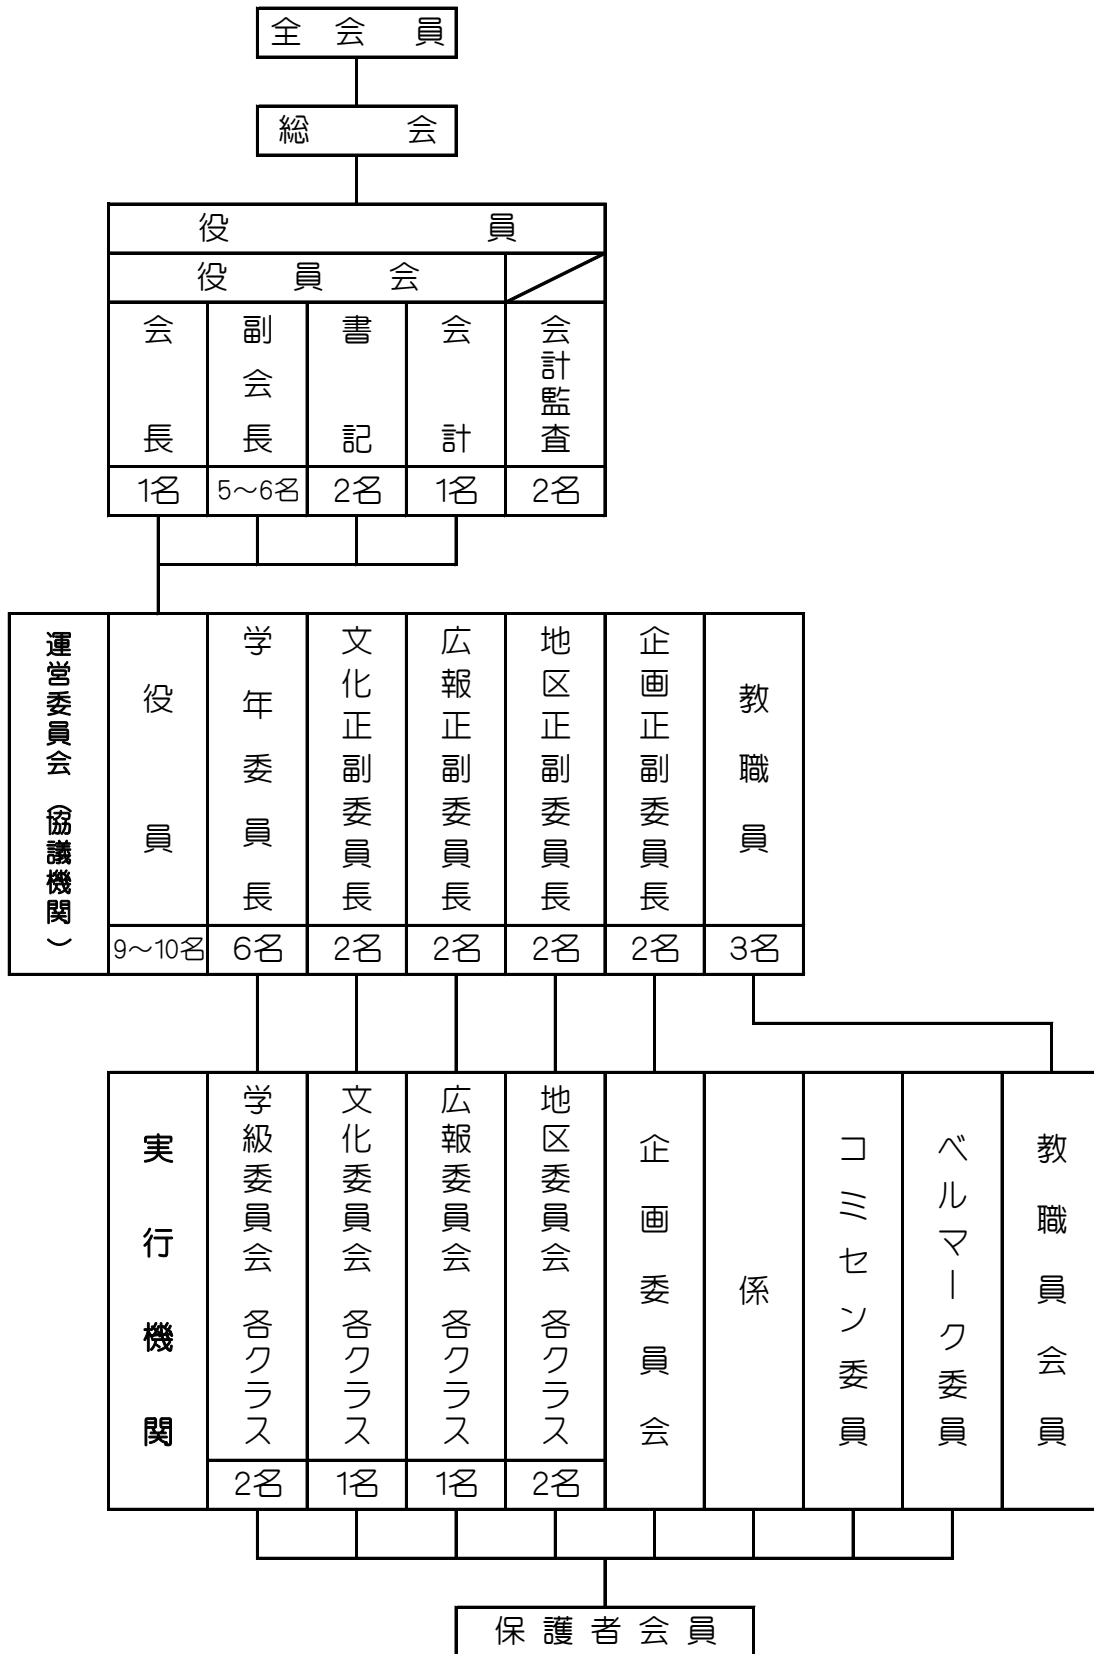 全会員
総会
役員
役員会
会長
副会長
書記
会計
会計監査
1名
5～6名
2名
1名
2名
運営委員会（協議機関）
役員
学年委員長
文化正副委員長
広報正副委員長
地区正副委員長
企画正副委員長
教職員
9～10名
6名
2名
2名
2名
2名
3名
実行機関
学級委員会　各クラス
文化委員会　各クラス
広報委員会　各クラス
地区委員会　各クラス
企画委員会
係
コミセン委員
ベルマーク委員
教職員会員
2名
1名
1名
2名
保護者会員